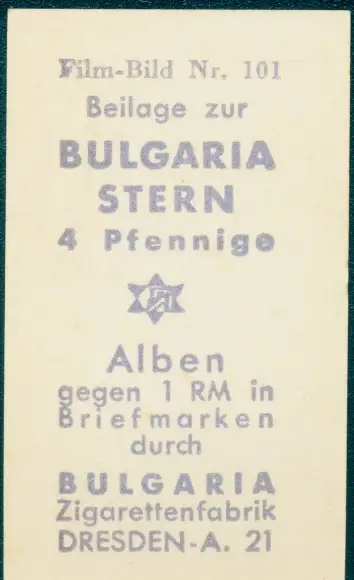 Film-Bild Nr. 101
Beilage zur
BULGARIA
STERN
4 Pfennige
Alben
gegen 1 RM in
Briefmarken
durch
BULGARIA
Zigarettenfabrik
DRESDEN-A. 21